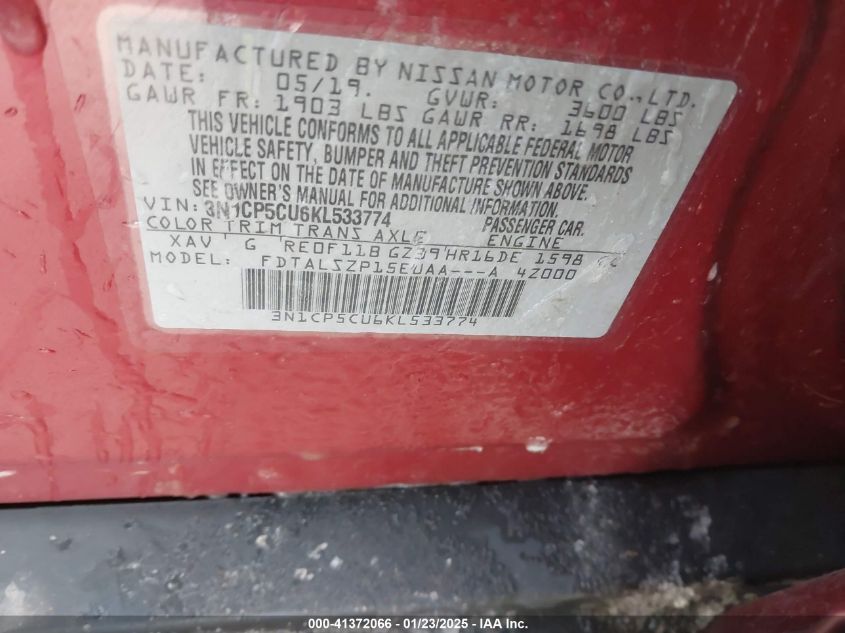 MANUFACTURED BY NISSAN MOTOR CO., LTD.
DATE: 05/19. GVWR: 3600 LBS
GAWR FR: 1903 LBS GAWR RR: 1698 LBS
THIS VEHICLE CONFORMS TO ALL APPLICABLE FEDERAL MOTOR
VEHICLE SAFETY, BUMPER AND THEFT PREVENTION STANDARDS
IN EFFECT ON THE DATE OF MANUFACTURE SHOWN ABOVE.
SEE OWNER'S MANUAL FOR ADDITIONAL INFORMATION.
VIN: 3N1CP5CU6KL533774 PASSENGER CAR.
COLOR TRIM TRANS AXLE ENGINE
XAV G RE0F11B GZ39 HR16DE 1598 CC
MODEL: FDTALSZP15EUAA---A 4Z000
3N1CP5CU6KL533774
000-41372066 - 01/23/2025 - IAA Inc.